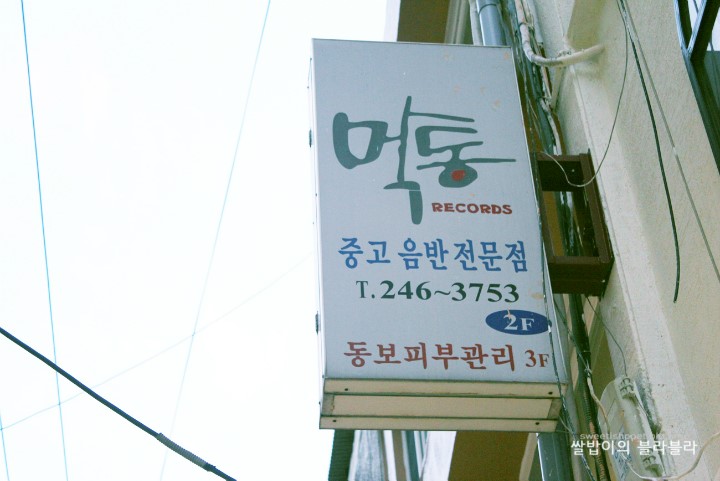 먹통
RECORDS
중고 음반 전문점
T. 246~3753
2F
동보피부관리 3F
쌀밥이의 블라블라